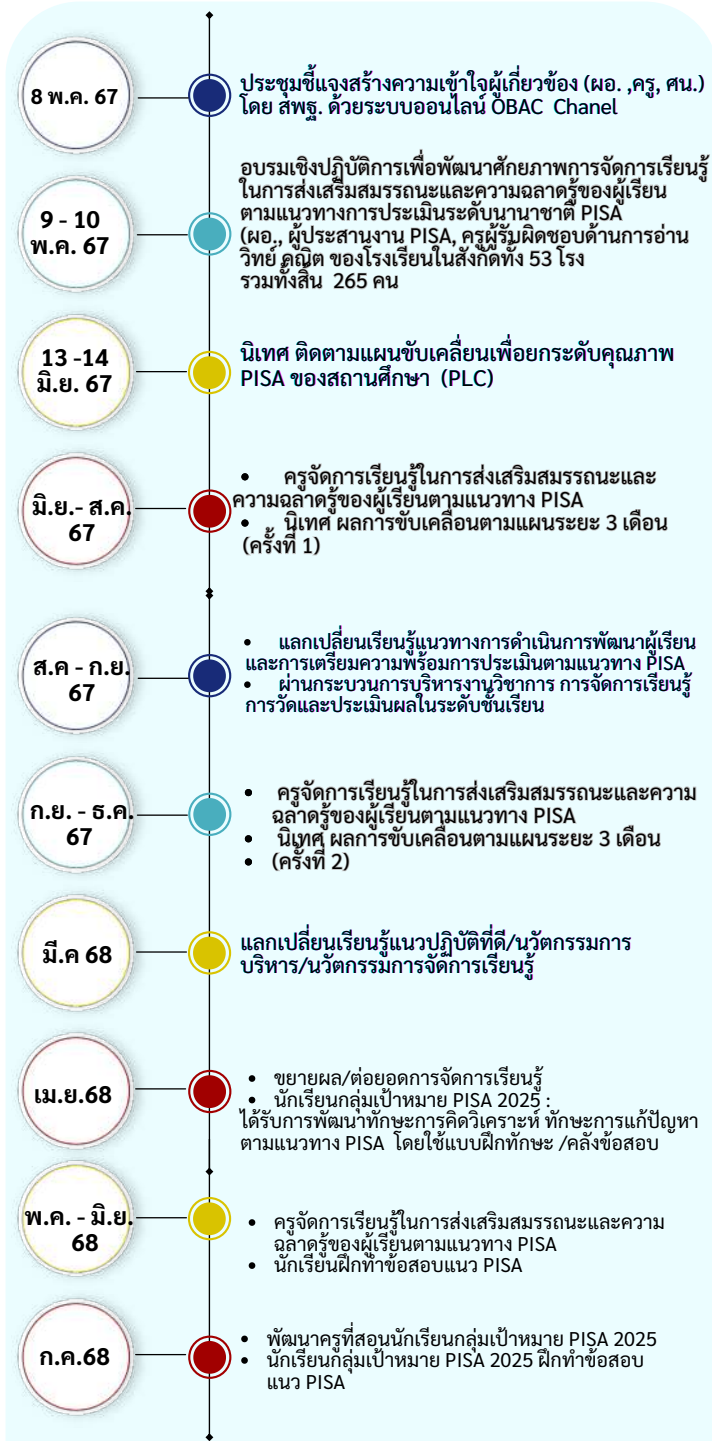 8 พ.ค. 67
ประชุมชี้แจงสร้างความเข้าใจผู้เกี่ยวข้อง (ผอ. ,ครู, ศน.)
โดย สพฐ. ด้วยระบบออนไลน์ OBAC Chanel
9 - 10
พ.ค. 67
อบรมเชิงปฏิบัติการเพื่อพัฒนาศักยภาพการจัดการเรียนรู้
ในการส่งเสริมสมรรถนะและความฉลาดรู้ของผู้เรียน
ตามแนวทางการประเมินระดับนานาชาติ PISA
(ผอ., ผู้ประสานงาน PISA, ครูผู้รับผิดชอบด้านการอ่าน
วิทย์ คณิต ของโรงเรียนในสังกัดทั้ง 53 โรง
รวมทั้งสิ้น 265 คน
13 -14
มิ.ย. 67
นิเทศ ติดตามแผนขับเคลื่อนเพื่อยกระดับคุณภาพ
PISA ของสถานศึกษา (PLC)
มิ.ย.- ส.ค.
67
• ครูจัดการเรียนรู้ในการส่งเสริมสมรรถนะและ
ความฉลาดรู้ของผู้เรียนตามแนวทาง PISA
• นิเทศ ผลการขับเคลื่อนตามแผนระยะ 3 เดือน
(ครั้งที่ 1)
ส.ค - ก.ย.
67
• แลกเปลี่ยนเรียนรู้แนวทางการดำเนินการพัฒนาผู้เรียน
และการเตรียมความพร้อมการประเมินตามแนวทาง PISA
• ผ่านกระบวนการบริหารงานวิชาการ การจัดการเรียนรู้
การวัดและประเมินผลในระดับชั้นเรียน
ก.ย. - ธ.ค.
67
• ครูจัดการเรียนรู้ในการส่งเสริมสมรรถนะและความ
ฉลาดรู้ของผู้เรียนตามแนวทาง PISA
• นิเทศ ผลการขับเคลื่อนตามแผนระยะ 3 เดือน
• (ครั้งที่ 2)
มี.ค 68
แลกเปลี่ยนเรียนรู้แนวปฏิบัติที่ดี/นวัตกรรมการ
บริหาร/นวัตกรรมการจัดการเรียนรู้
เม.ย.68
• ขยายผล/ต่อยอดการจัดการเรียนรู้
• นักเรียนกลุ่มเป้าหมาย PISA 2025 :
ได้รับการพัฒนาทักษะการคิดวิเคราะห์ ทักษะการแก้ปัญหา
ตามแนวทาง PISA โดยใช้แบบฝึกทักษะ /คลังข้อสอบ
พ.ค. - มิ.ย.
68
• ครูจัดการเรียนรู้ในการส่งเสริมสมรรถนะและความ
ฉลาดรู้ของผู้เรียนตามแนวทาง PISA
• นักเรียนฝึกทำข้อสอบแนว PISA
ก.ค.68
• พัฒนาครูที่สอนนักเรียนกลุ่มเป้าหมาย PISA 2025
• นักเรียนกลุ่มเป้าหมาย PISA 2025 ฝึกทำข้อสอบ
แนว PISA